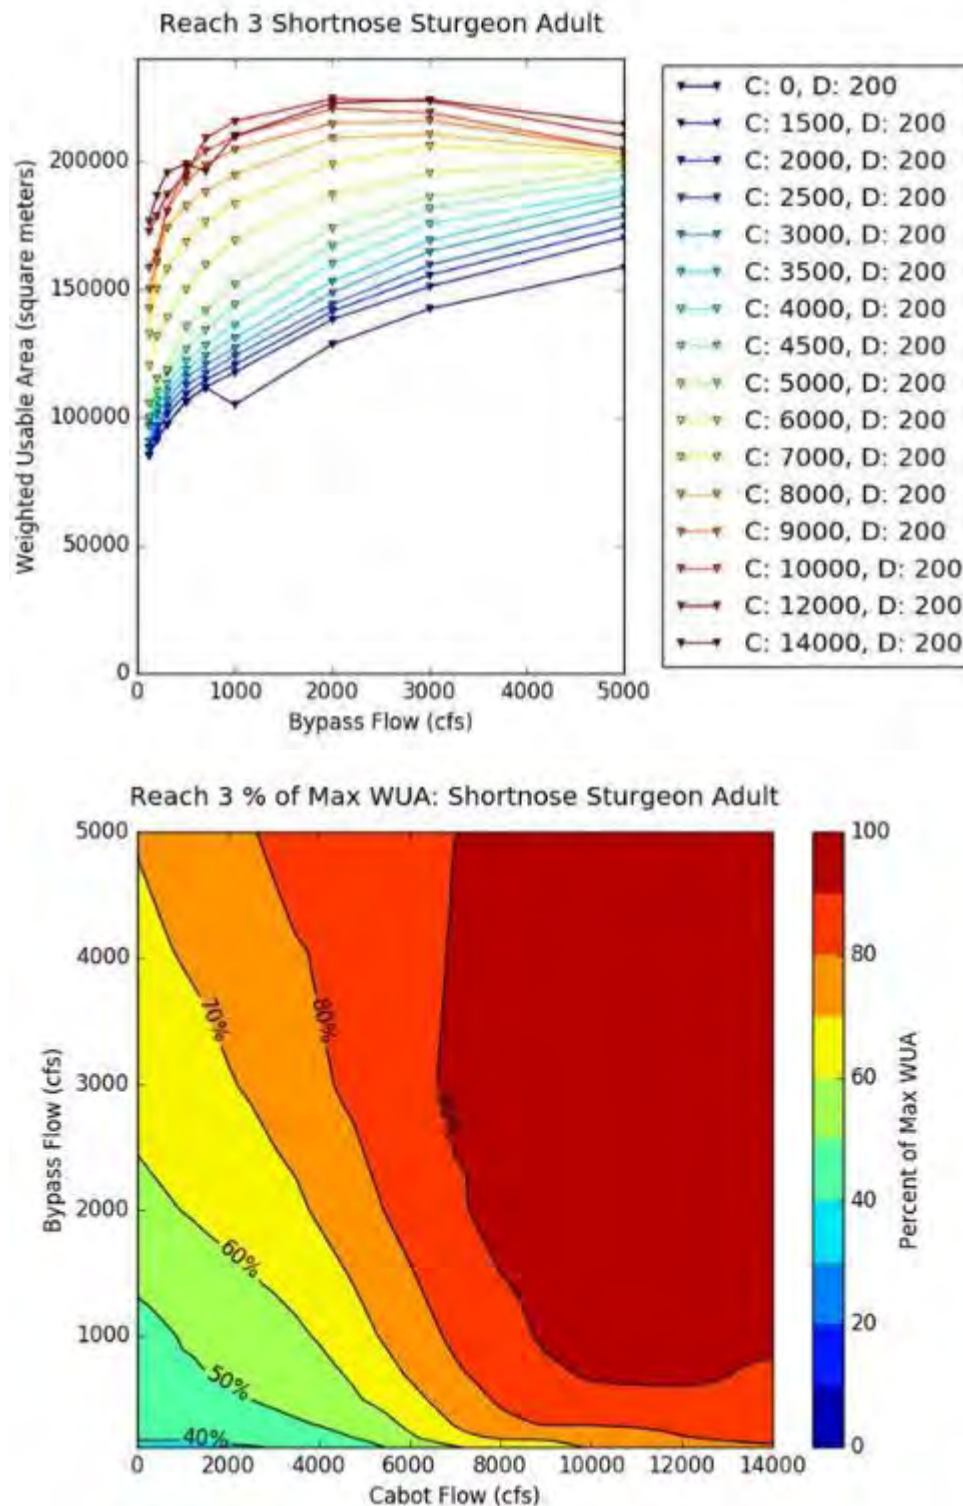 Reach 3 Shortnose Sturgeon Adult
Weighted Usable Area (square meters)
200000
150000
100000
50000
0
0 1000 2000 3000 4000 5000
Bypass Flow (cfs)
C: 0, D: 200
C: 1500, D: 200
C: 2000, D: 200
C: 2500, D: 200
C: 3000, D: 200
C: 3500, D: 200
C: 4000, D: 200
C: 4500, D: 200
C: 5000, D: 200
C: 6000, D: 200
C: 7000, D: 200
C: 8000, D: 200
C: 9000, D: 200
C: 10000, D: 200
C: 12000, D: 200
C: 14000, D: 200
Reach 3 % of Max WUA: Shortnose Sturgeon Adult
Bypass Flow (cfs)
5000
4000
3000
2000
1000
70%
80%
60%
50%
40%
0 2000 4000 6000 8000 10000 12000 14000
Cabot Flow (cfs)
100
80
60
40
20
0
Percent of Max WUA